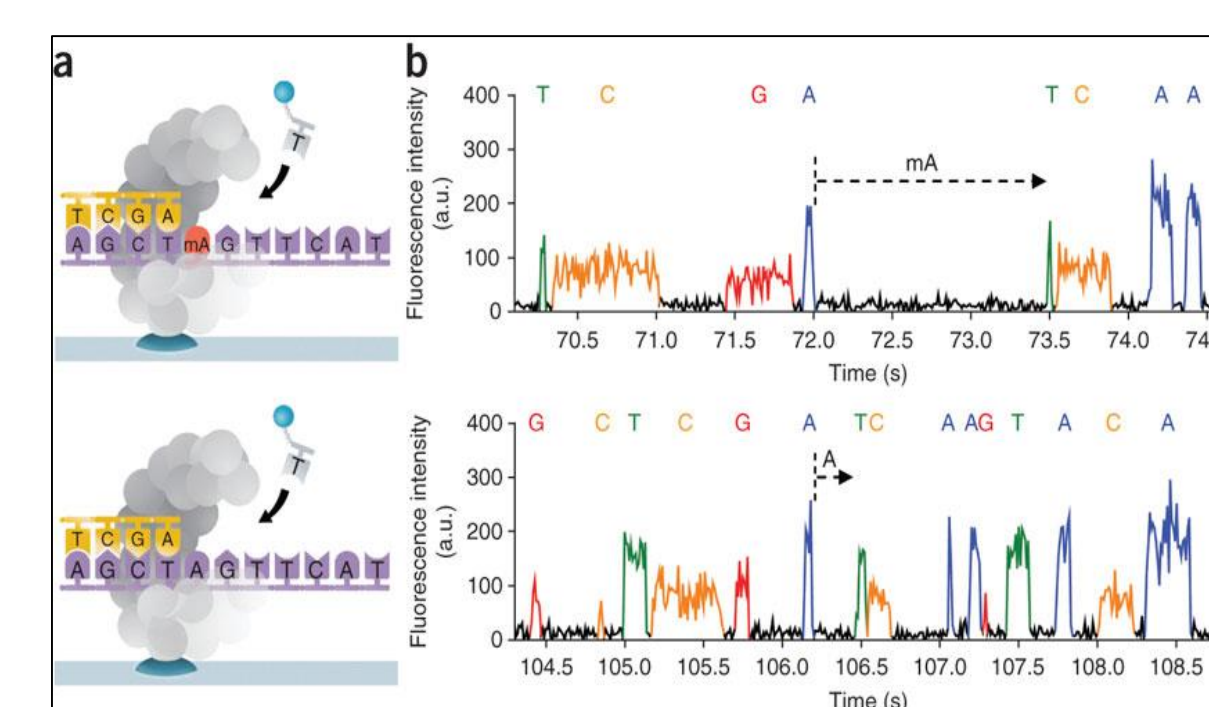 a
T
T C G A
A G C T mA G T T C A T
T
T C G A
A G C T A G T T C A T
b
Fluorescence intensity
(a.u.)
400
300
200
100
0
T C G A T C A A
mA
70.5 71.0 71.5 72.0 72.5 73.0 73.5 74.0 74
Time (s)
Fluorescence intensity
(a.u.)
400
300
200
100
0
G C T C G A T C A A G T A C A
A
104.5 105.0 105.5 106.0 106.5 107.0 107.5 108.0 108.5
Time (s)